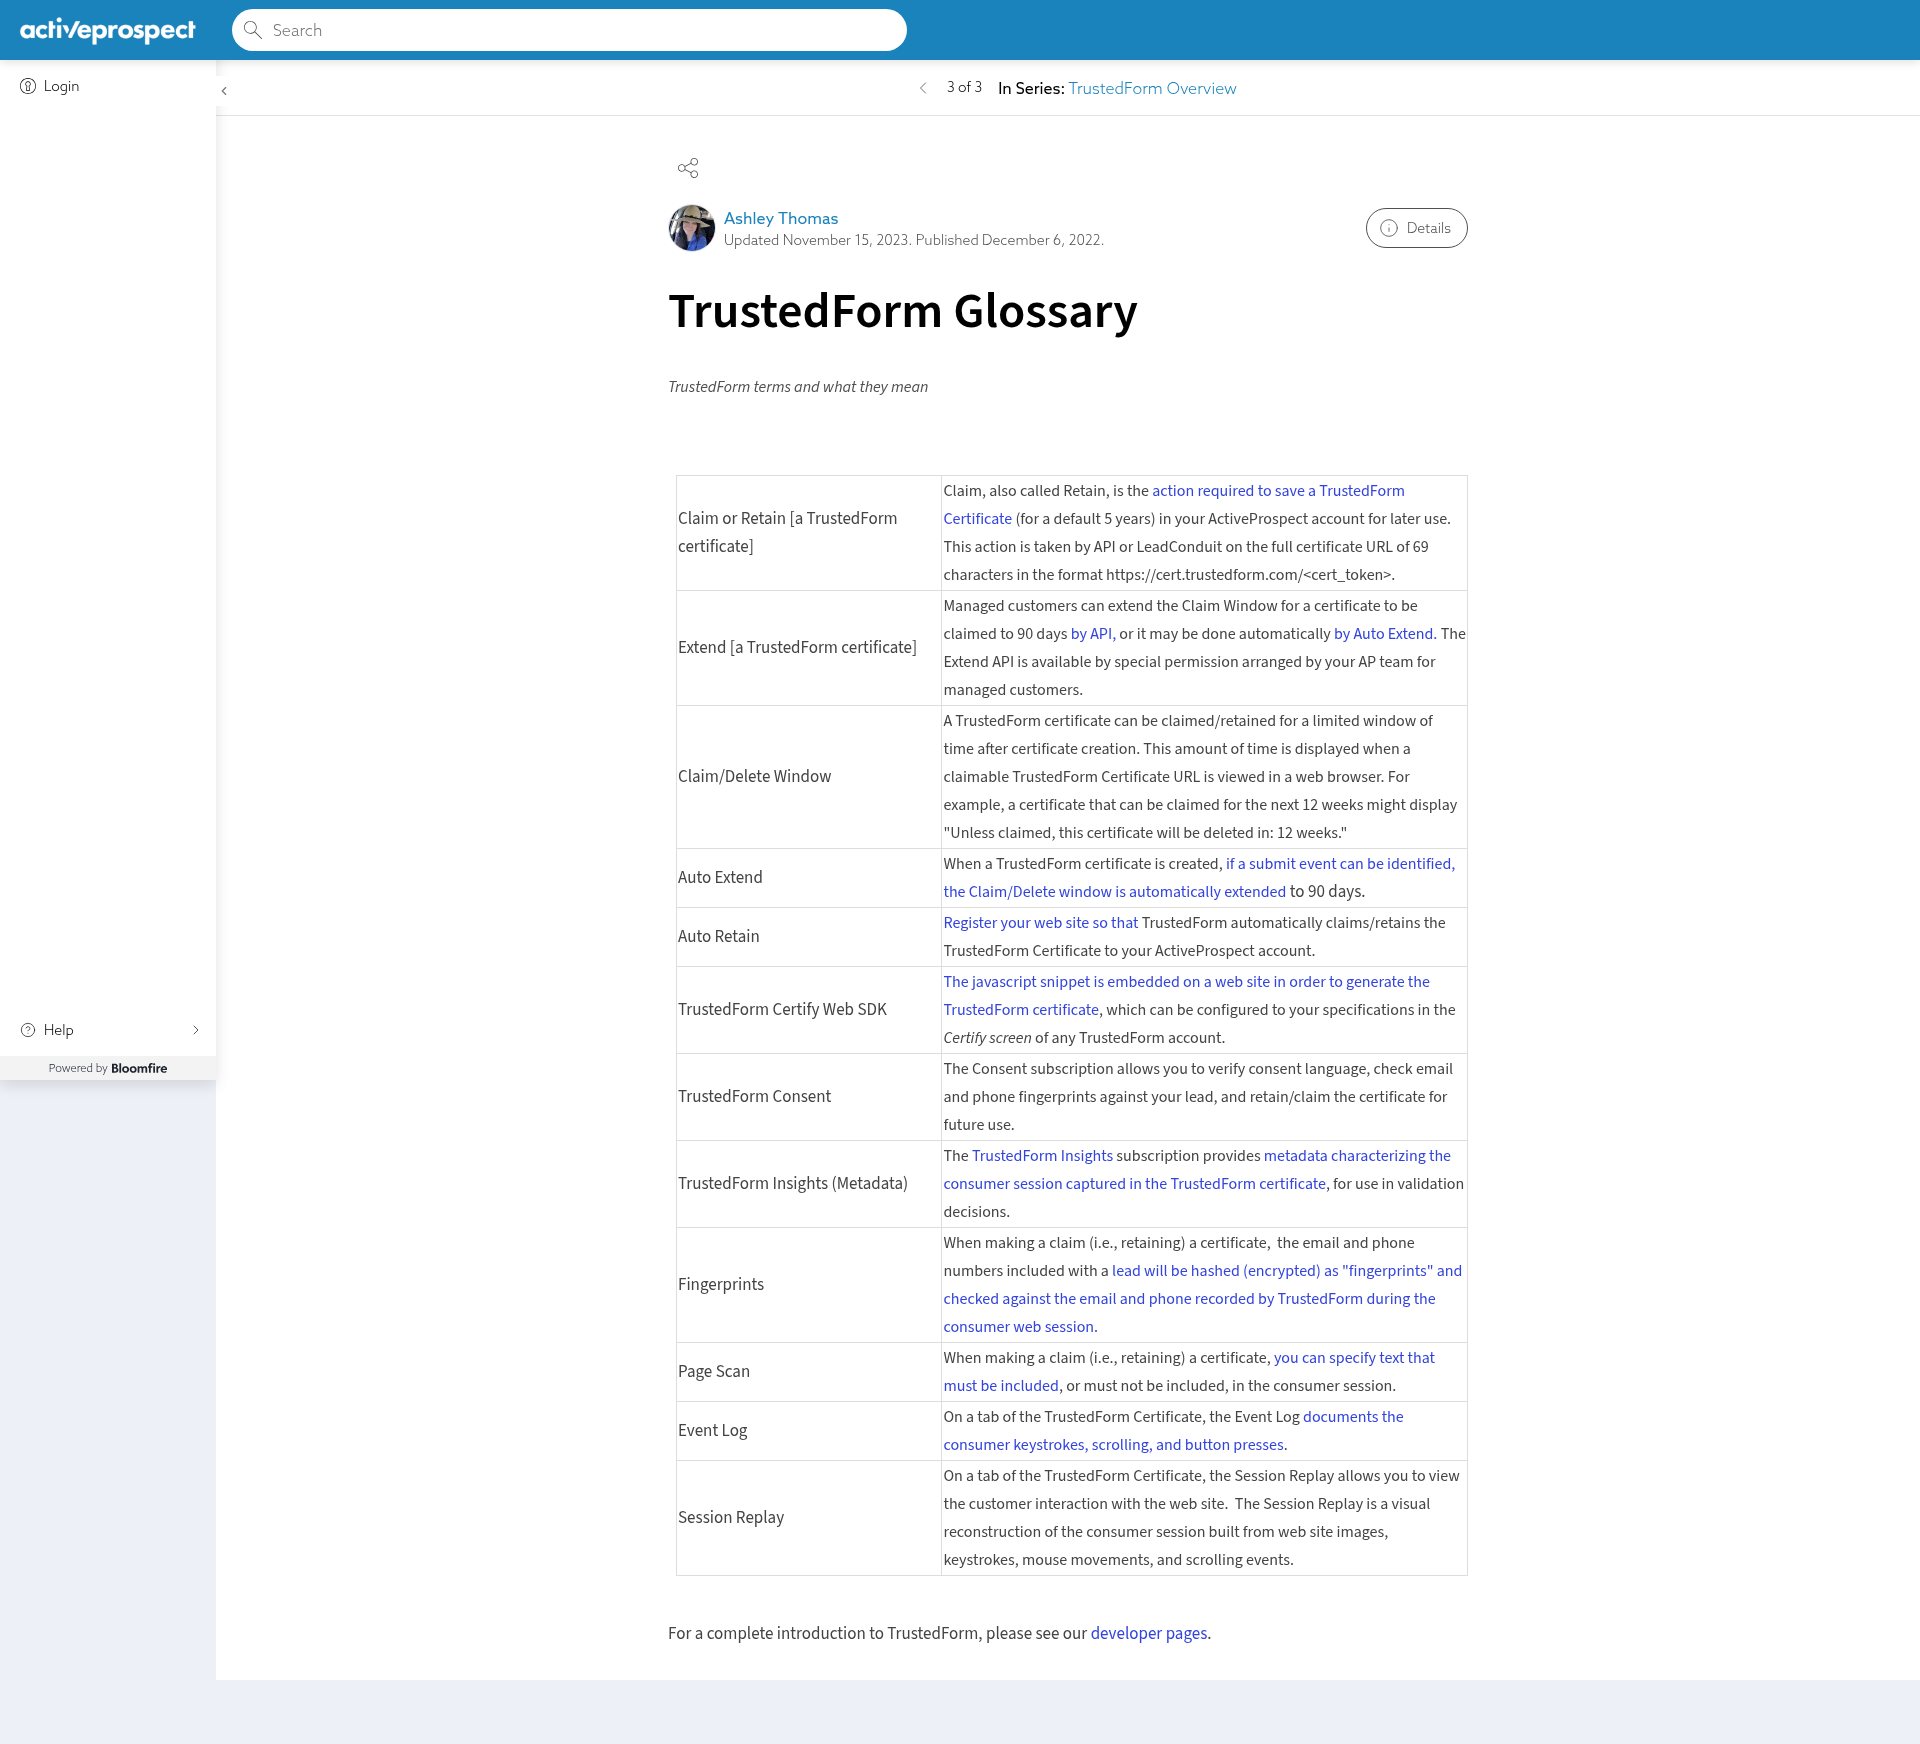 activeprospect
Search
Login
3 of 3
In Series: TrustedForm Overview
Ashley Thomas
Updated November 15, 2023. Published December 6, 2022.
Details
TrustedForm Glossary
TrustedForm terms and what they mean
Claim or Retain [a TrustedForm
certificate]
Claim, also called Retain, is the action required to save a TrustedForm
Certificate (for a default 5 years) in your ActiveProspect account for later use.
This action is taken by API or LeadConduit on the full certificate URL of 69
characters in the format https://cert.trustedform.com/<cert_token>.
Extend [a TrustedForm certificate]
Managed customers can extend the Claim Window for a certificate to be
claimed to 90 days by API, or it may be done automatically by Auto Extend. The
Extend API is available by special permission arranged by your AP team for
managed customers.
Claim/Delete Window
A TrustedForm certificate can be claimed/retained for a limited window of
time after certificate creation. This amount of time is displayed when a
claimable TrustedForm Certificate URL is viewed in a web browser. For
example, a certificate that can be claimed for the next 12 weeks might display
"Unless claimed, this certificate will be deleted in: 12 weeks."
Auto Extend
When a TrustedForm certificate is created, if a submit event can be identified,
the Claim/Delete window is automatically extended to 90 days.
Auto Retain
Register your web site so that TrustedForm automatically claims/retains the
TrustedForm Certificate to your ActiveProspect account.
TrustedForm Certify Web SDK
The javascript snippet is embedded on a web site in order to generate the
TrustedForm certificate, which can be configured to your specifications in the
Certify screen of any TrustedForm account.
TrustedForm Consent
The Consent subscription allows you to verify consent language, check email
and phone fingerprints against your lead, and retain/claim the certificate for
future use.
TrustedForm Insights (Metadata)
The TrustedForm Insights subscription provides metadata characterizing the
consumer session captured in the TrustedForm certificate, for use in validation
decisions.
Fingerprints
When making a claim (i.e., retaining) a certificate,  the email and phone
numbers included with a lead will be hashed (encrypted) as "fingerprints" and
checked against the email and phone recorded by TrustedForm during the
consumer web session.
Page Scan
When making a claim (i.e., retaining) a certificate, you can specify text that
must be included, or must not be included, in the consumer session.
Event Log
On a tab of the TrustedForm Certificate, the Event Log documents the
consumer keystrokes, scrolling, and button presses.
Session Replay
On a tab of the TrustedForm Certificate, the Session Replay allows you to view
the customer interaction with the web site.  The Session Replay is a visual
reconstruction of the consumer session built from web site images,
keystrokes, mouse movements, and scrolling events.
For a complete introduction to TrustedForm, please see our developer pages.
Help
Powered by Bloomfire